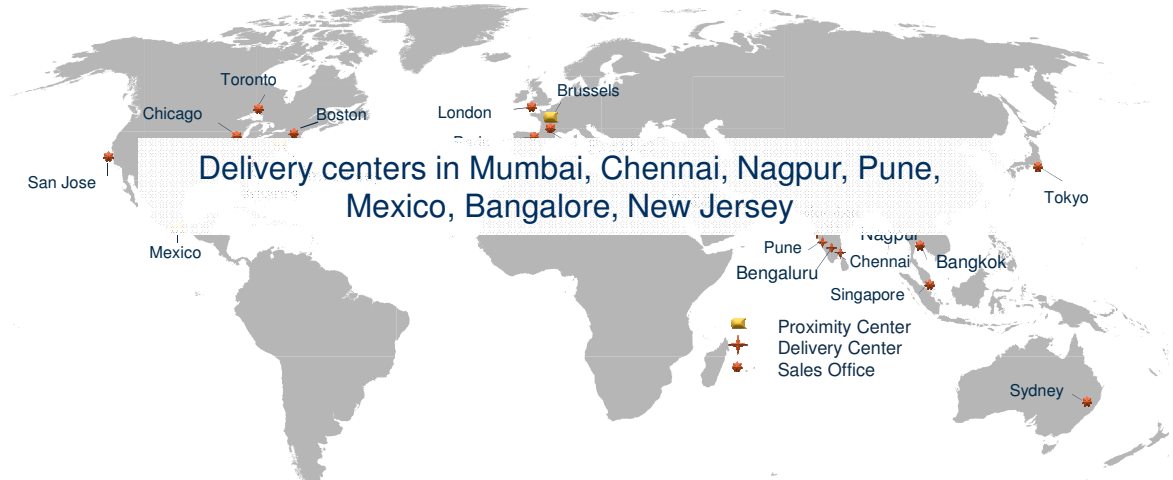 Toronto
Brussels
Chicago
London
Boston
Delivery centers in Mumbai, Chennai, Nagpur, Pune,
Mexico, Bangalore, New Jersey
San Jose
Tokyo
Nagpur
Pune
Mexico
Chennai
Bangkok
Bengaluru
Singapore
Proximity Center
Delivery Center
Sales Office
Sydney